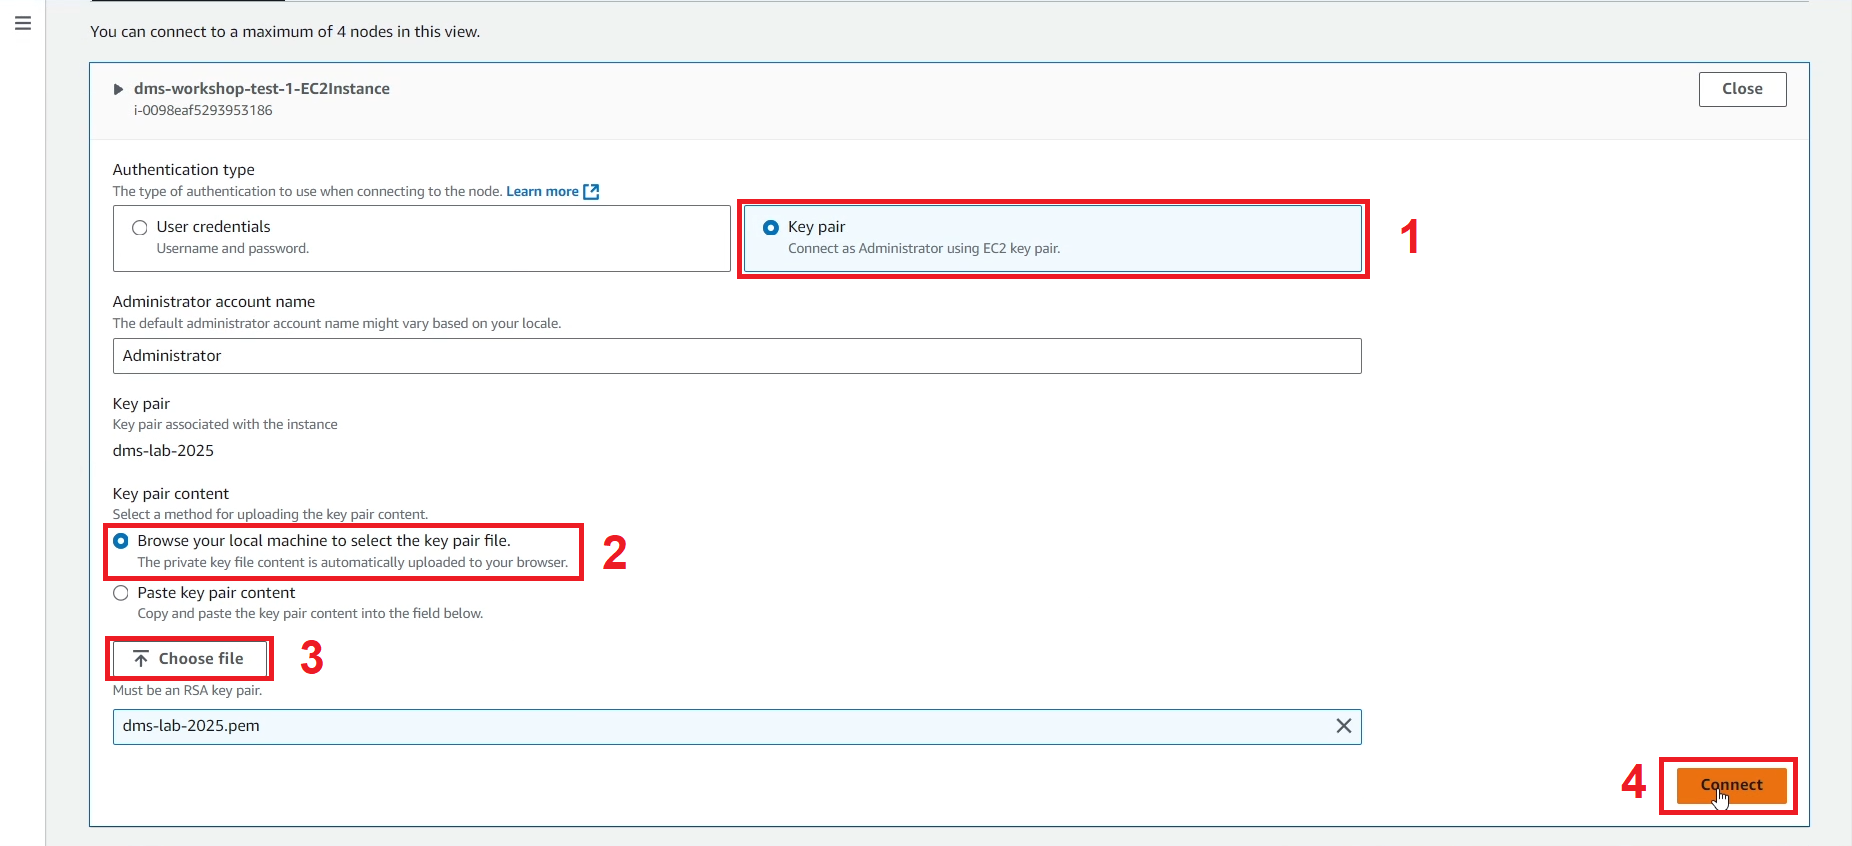 You can connect to a maximum of 4 nodes in this view.
dms-workshop-test-1-EC2Instance
i-0098eaf5293953186
Close
Authentication type
The type of authentication to use when connecting to the node. Learn more
User credentials
Username and password.
Key pair
Connect as Administrator using EC2 key pair.
1
Administrator account name
The default administrator account name might vary based on your locale.
Administrator
Key pair
Key pair associated with the instance
dms-lab-2025
Key pair content
Select a method for uploading the key pair content.
Browse your local machine to select the key pair file.
The private key file content is automatically uploaded to your browser.
2
Paste key pair content
Copy and paste the key pair content into the field below.
Choose file
3
Must be an RSA key pair.
dms-lab-2025.pem
4
Connect